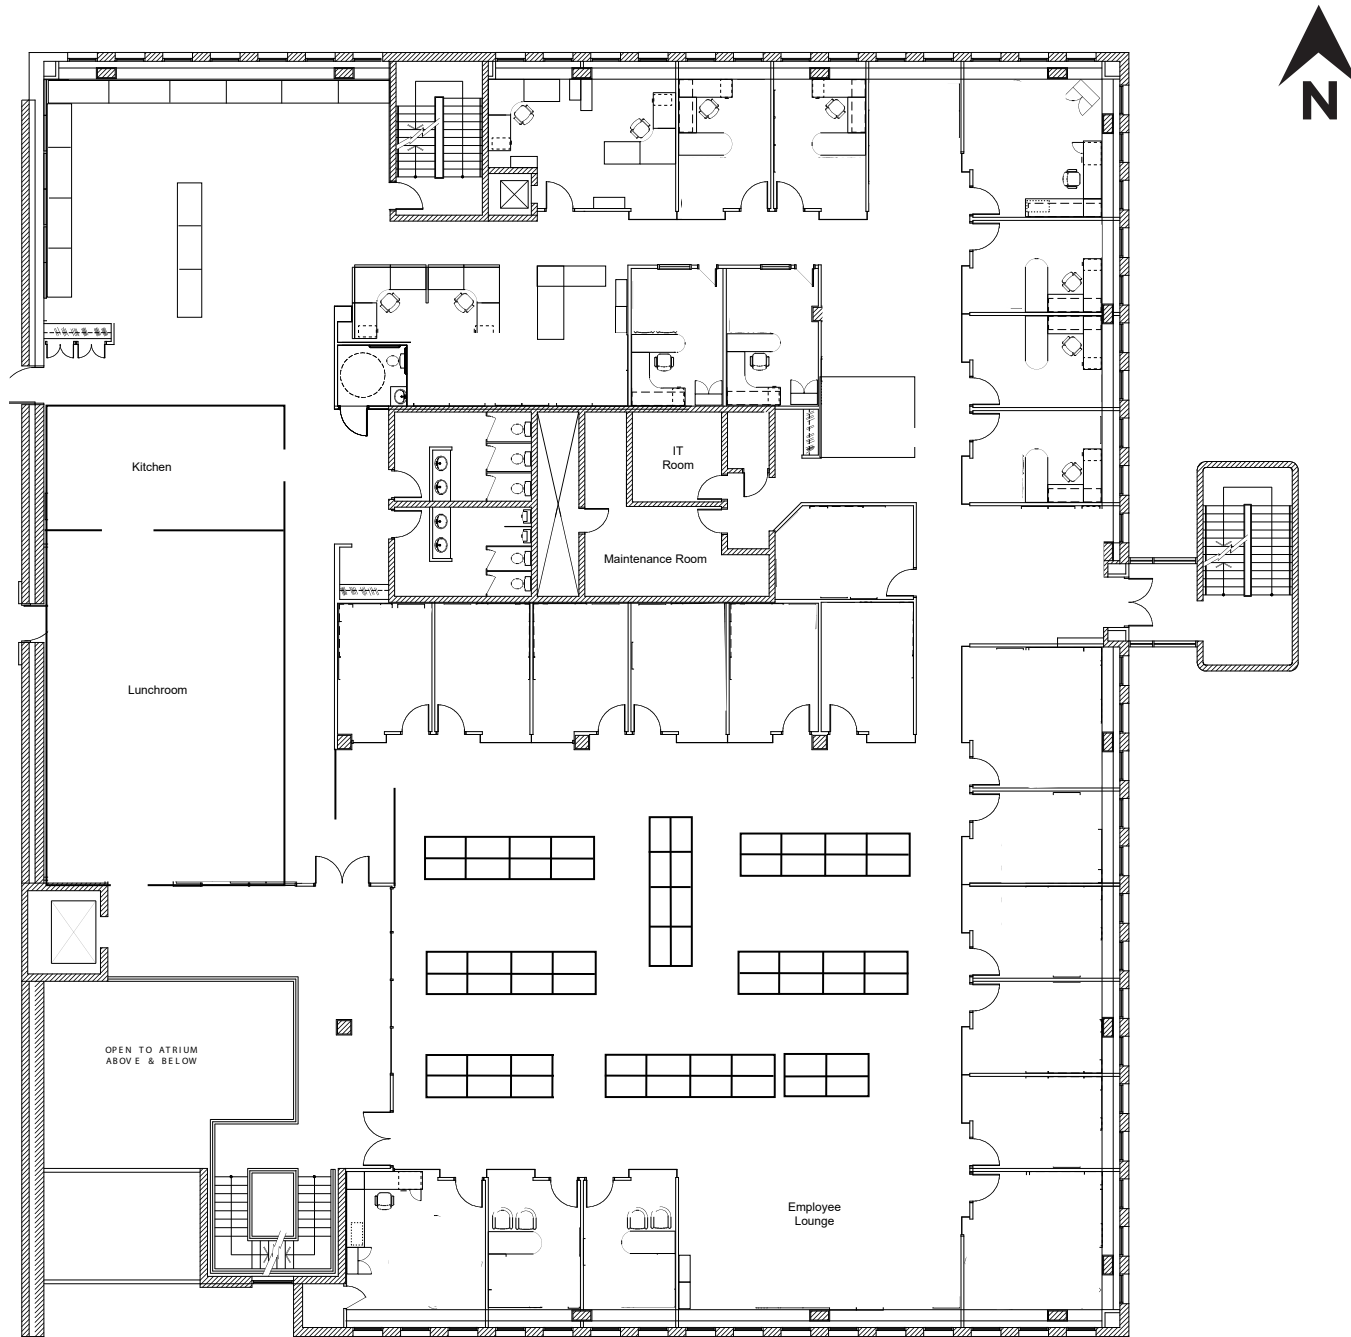 N
IT
Room
Kitchen
Maintenance Room
Lunchroom
OPEN TO ATRIUM
ABOVE & BELOW
Employee
Lounge